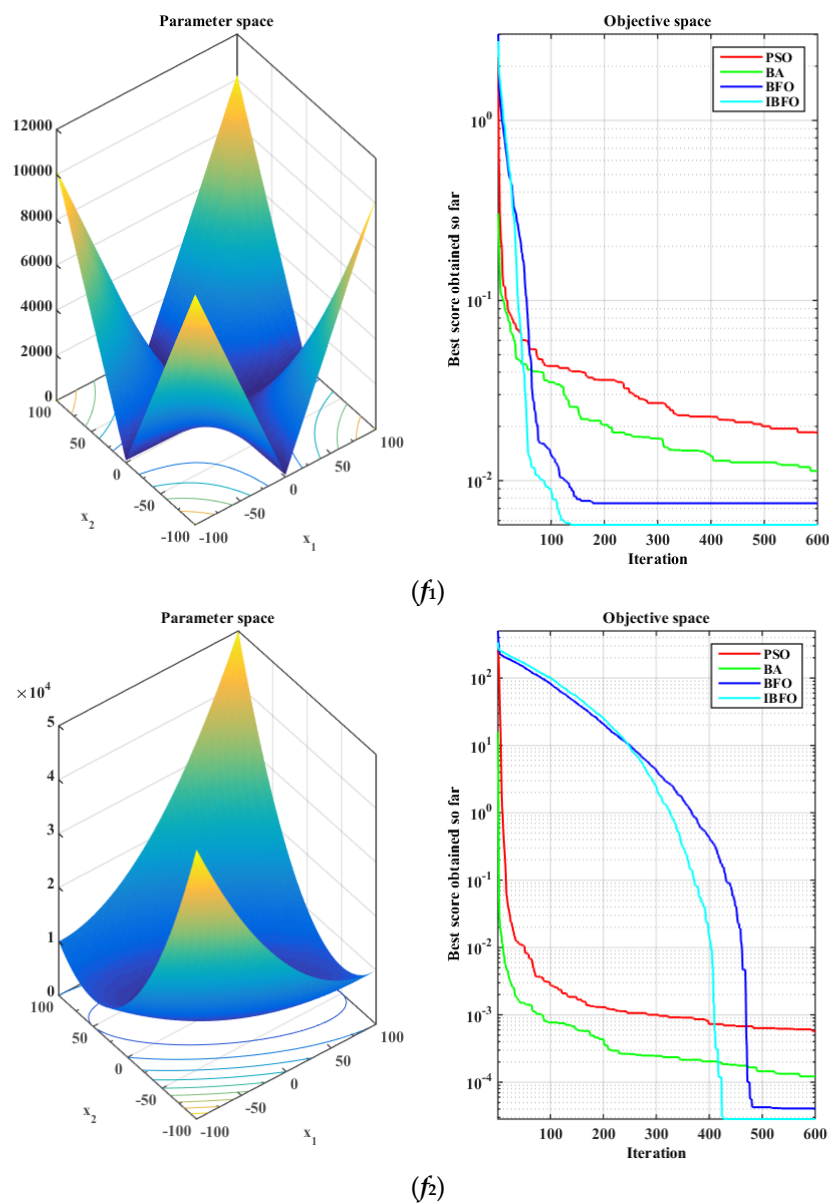 Parameter space
12000
10000
8000
6000
4000
2000
0
100
50
0
-50
-100
x2
-100
-50
0
50
100
x1
Objective space
PSO
BA
BFO
IBFO
10^0
10^-1
10^-2
Best score obtained so far
100 200 300 400 500 600
Iteration
(f1)
Parameter space
×10^4
5
4
3
2
1
0
100
50
0
-50
-100
x2
-100
-50
0
50
100
x1
Objective space
PSO
BA
BFO
IBFO
10^2
10^1
10^0
10^-1
10^-2
10^-3
10^-4
Best score obtained so far
100 200 300 400 500 600
Iteration
(f2)